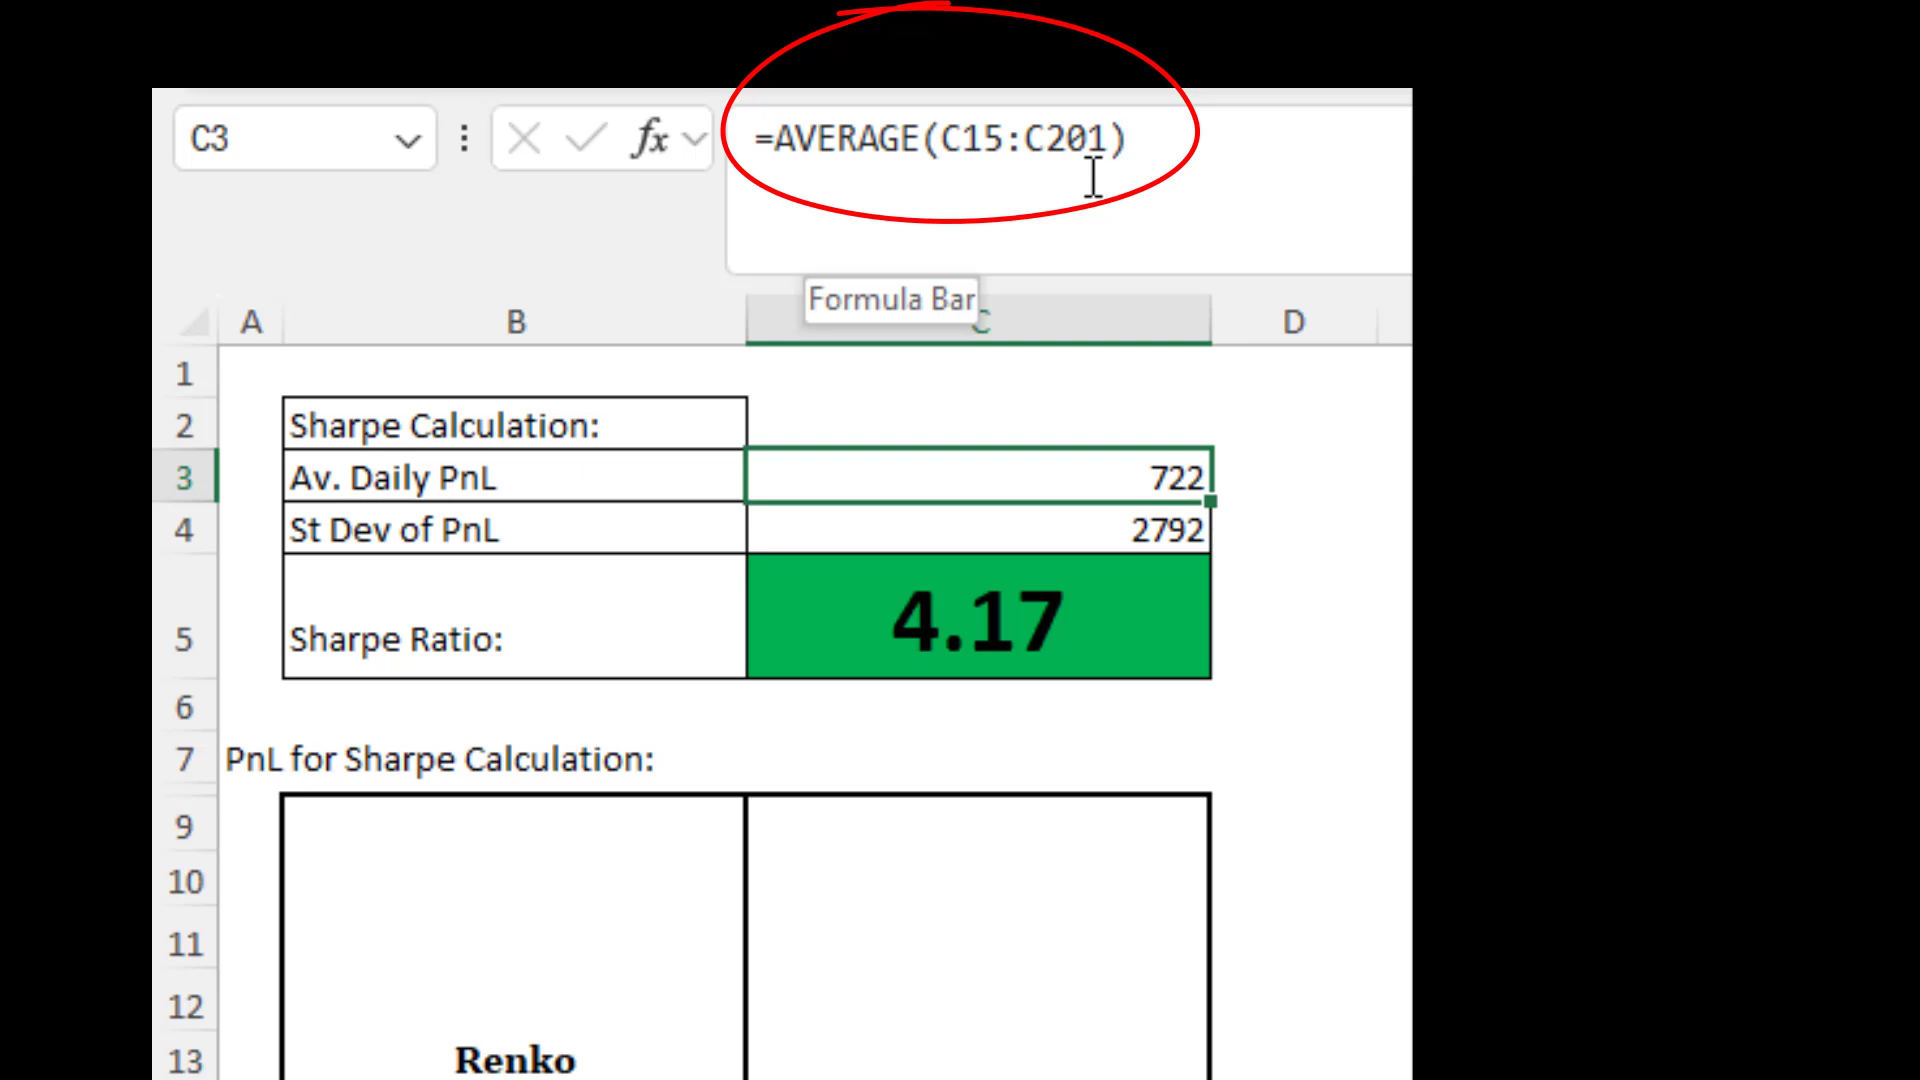 C3 fx =AVERAGE(C15:C201)
Formula Bar
A B C D
1
2 Sharpe Calculation:
3 Av. Daily PnL 722
4 St Dev of PnL 2792
5 Sharpe Ratio: 4.17
6
7 PnL for Sharpe Calculation:
9
10
11
12
13 Renko